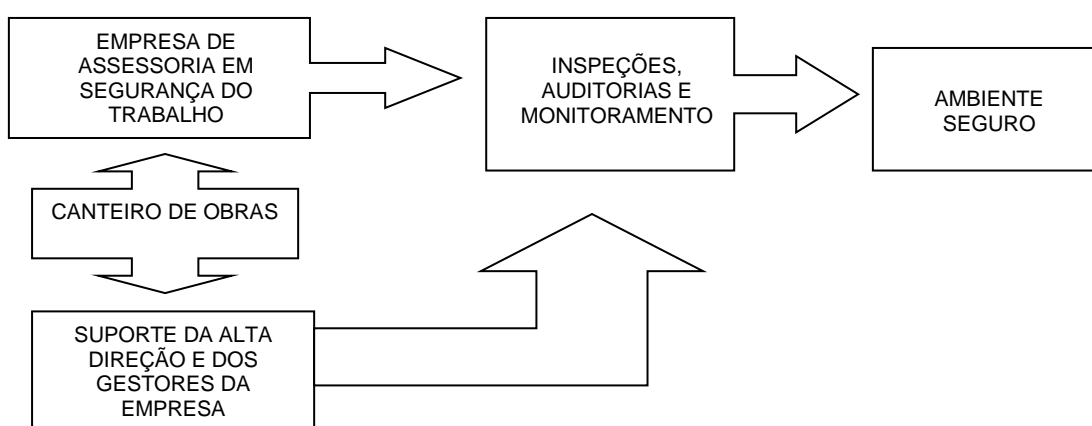 EMPRESA DE
ASSESSORIA EM
SEGURANÇA DO
TRABALHO
INSPEÇÕES,
AUDITORIAS E
MONITORAMENTO
AMBIENTE
SEGURO
CANTEIRO DE OBRAS
SUPORTE DA ALTA
DIREÇÃO E DOS
GESTORES DA
EMPRESA